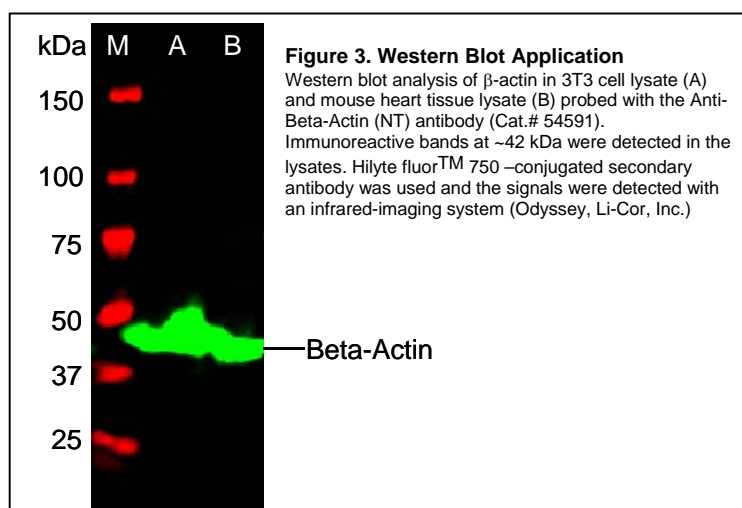 kDa M A B
150
100
75
50
37
25
Beta-Actin
Figure 3. Western Blot Application
Western blot analysis of β-actin in 3T3 cell lysate (A)
and mouse heart tissue lysate (B) probed with the Anti-
Beta-Actin (NT) antibody (Cat.# 54591).
Immunoreactive bands at ~42 kDa were detected in the
lysates. Hilyte fluor™ 750 –conjugated secondary
antibody was used and the signals were detected with
an infrared-imaging system (Odyssey, Li-Cor, Inc.)